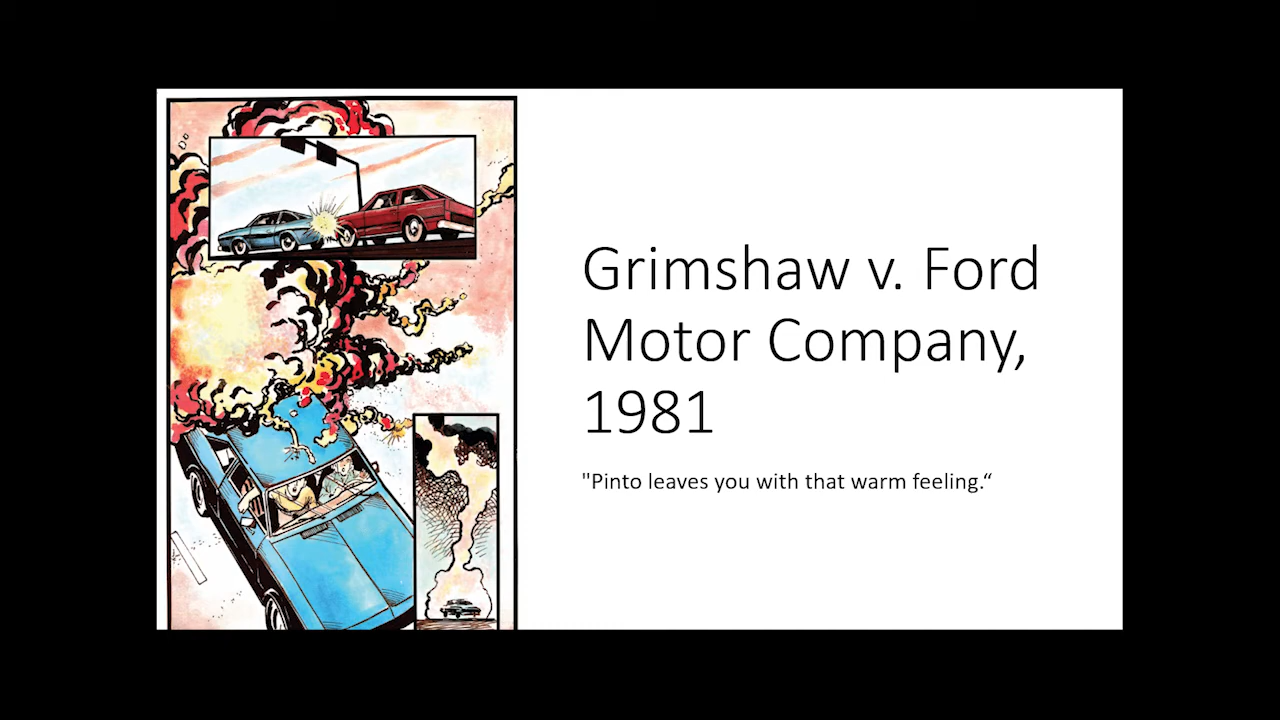 Grimshaw v. Ford
Motor Company,
1981
"Pinto leaves you with that warm feeling.“